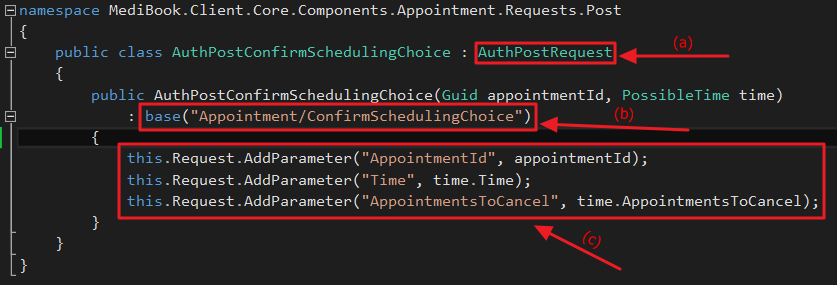 namespace MediBook.Client.Core.Components.Appointment.Requests.Post
{
public class AuthPostConfirmSchedulingChoice : AuthPostRequest (a)
{
public AuthPostConfirmSchedulingChoice(Guid appointmentId, PossibleTime time)
: base("Appointment/ConfirmSchedulingChoice") (b)
{
this.Request.AddParameter("AppointmentId", appointmentId);
this.Request.AddParameter("Time", time.Time);
this.Request.AddParameter("AppointmentsToCancel", time.AppointmentsToCancel);
}
(c)
}
}